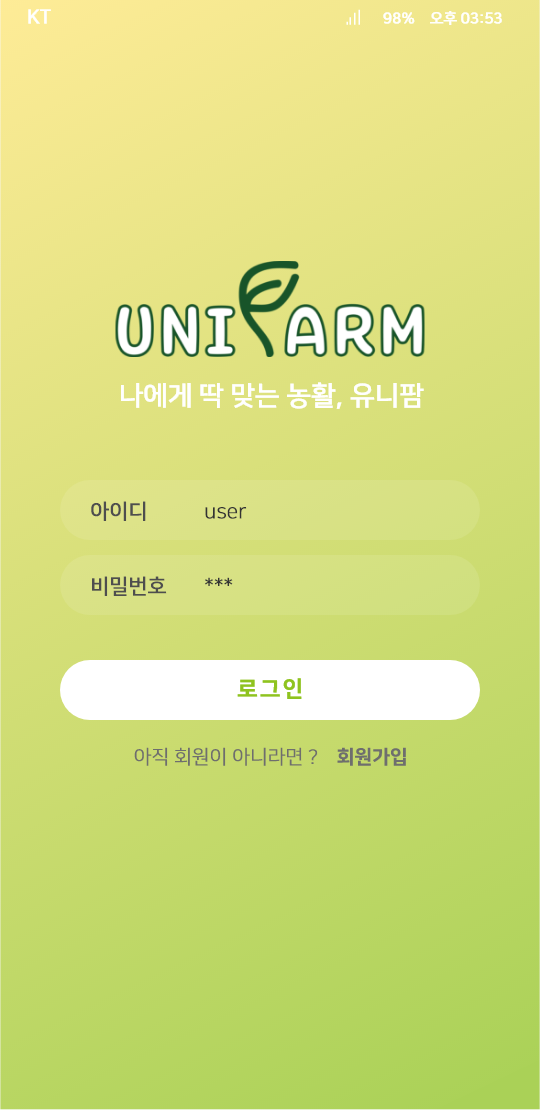 KT 98% 오후 03:53
UNIFARM
나에게 딱 맞는 농활, 유니팜
아이디 user
비밀번호 ***
로그인
아직 회원이 아니라면 ? 회원가입